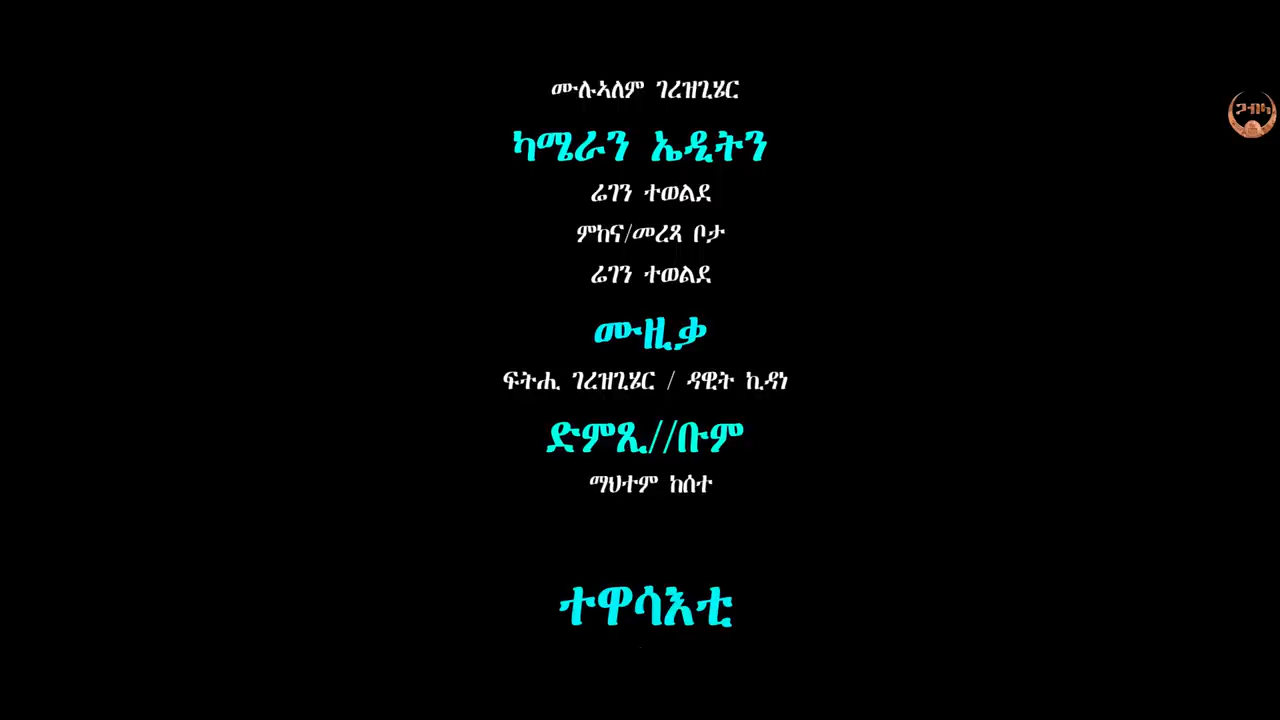 ሙሉኣለም ገረዝጊሄር
ካሜራን ኤዲትን
ሬገን ተወልደ
ምከና/መረጻ ቦታ
ሬገን ተወልደ
ሙዚቃ
ፍትሒ ገረዝጊሄር / ዳዊት ኪዳነ
ድምጺ//ቡም
ማህተም ከሰተ
ተዋሳእቲ